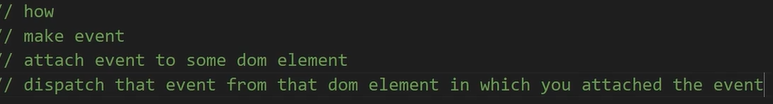 // how
// make event
// attach event to some dom element
// dispatch that event from that dom element in which you attached the event